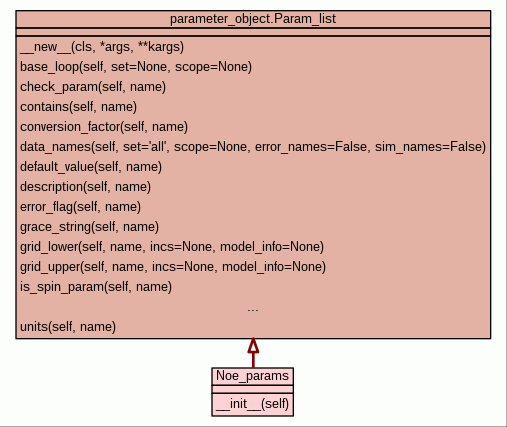 parameter_object.Param_list
__new__(cls, *args, **kargs)
base_loop(self, set=None, scope=None)
check_param(self, name)
contains(self, name)
conversion_factor(self, name)
data_names(self, set='all', scope=None, error_names=False, sim_names=False)
default_value(self, name)
description(self, name)
error_flag(self, name)
grace_string(self, name)
grid_lower(self, name, incs=None, model_info=None)
grid_upper(self, name, incs=None, model_info=None)
is_spin_param(self, name)
...
units(self, name)
Noe_params
__init__(self)